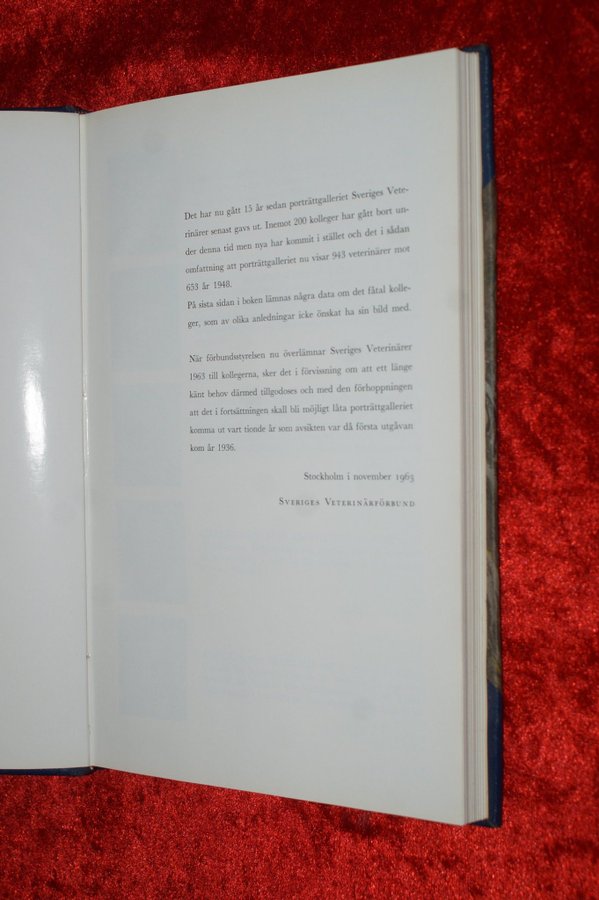 Det har nu gått 15 år sedan porträttgalleriet Sveriges Vete-
rinärer senast gavs ut. Inemot 200 kolleger har gått bort un-
der denna tid men nya har kommit i stället och det i sådan
omfattning att porträttgalleriet nu visar 943 veterinärer mot
653 år 1948.
På sista sidan i boken lämnas några data om det fåtal kolle-
ger, som av olika anledningar icke önskat ha sin bild med.
När förbundsstyrelsen nu överlämnar Sveriges Veterinärer
1963 till kollegerna, sker det i förvissning om att ett länge
känt behov därmed tillgodoses och med den förhoppningen
att det i fortsättningen skall bli möjligt låta porträttgalleriet
komma ut vart tionde år som avsikten var då första utgåvan
kom år 1936.
Stockholm i november 1963
Sveriges Veterinärförbund